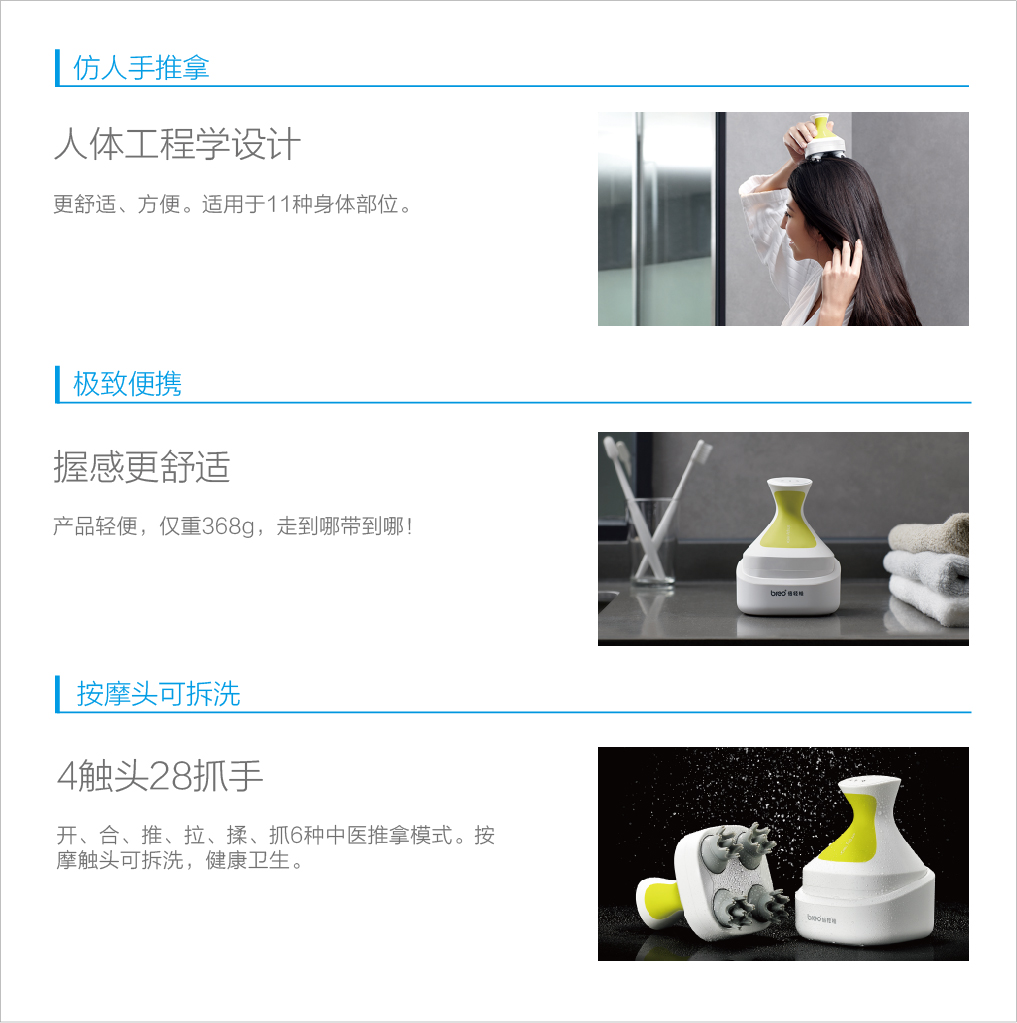 仿人手推拿
人体工程学设计
更舒适、方便。适用于11种身体部位。
极致便携
握感更舒适
产品轻便，仅重368g，走到哪带到哪！
breo 倍轻松
按摩头可拆洗
4触头28抓手
开、合、推、拉、揉、抓6种中医推拿模式。按
摩触头可拆洗，健康卫生。
breo 倍轻松